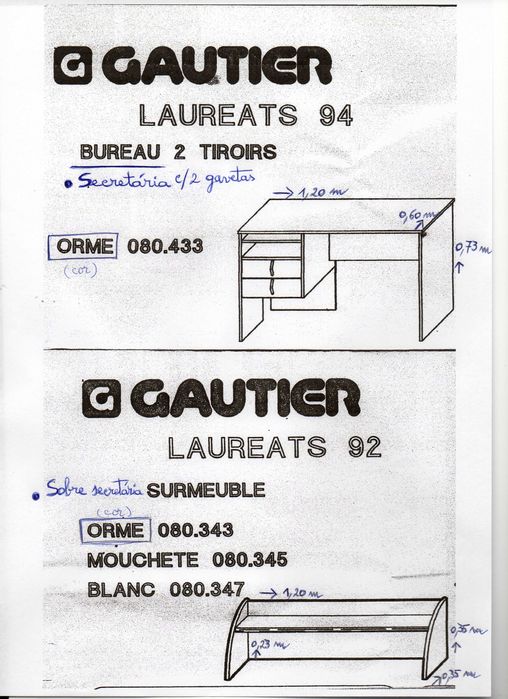 GAUTIER
LAUREATS 94
BUREAU 2 TIROIRS
• Secretária c/2 gavetas
→ 1,20 m
0,60 m
ORME 080.433
0,73 m
(cor)
GAUTIER
LAUREATS 92
• Sobre secretária SURMEUBLE
(cor)
ORME 080.343
MOUCHETE 080.345
BLANC 080.347 → 1,20 m
0,35 m
0,23 m
0,35 m